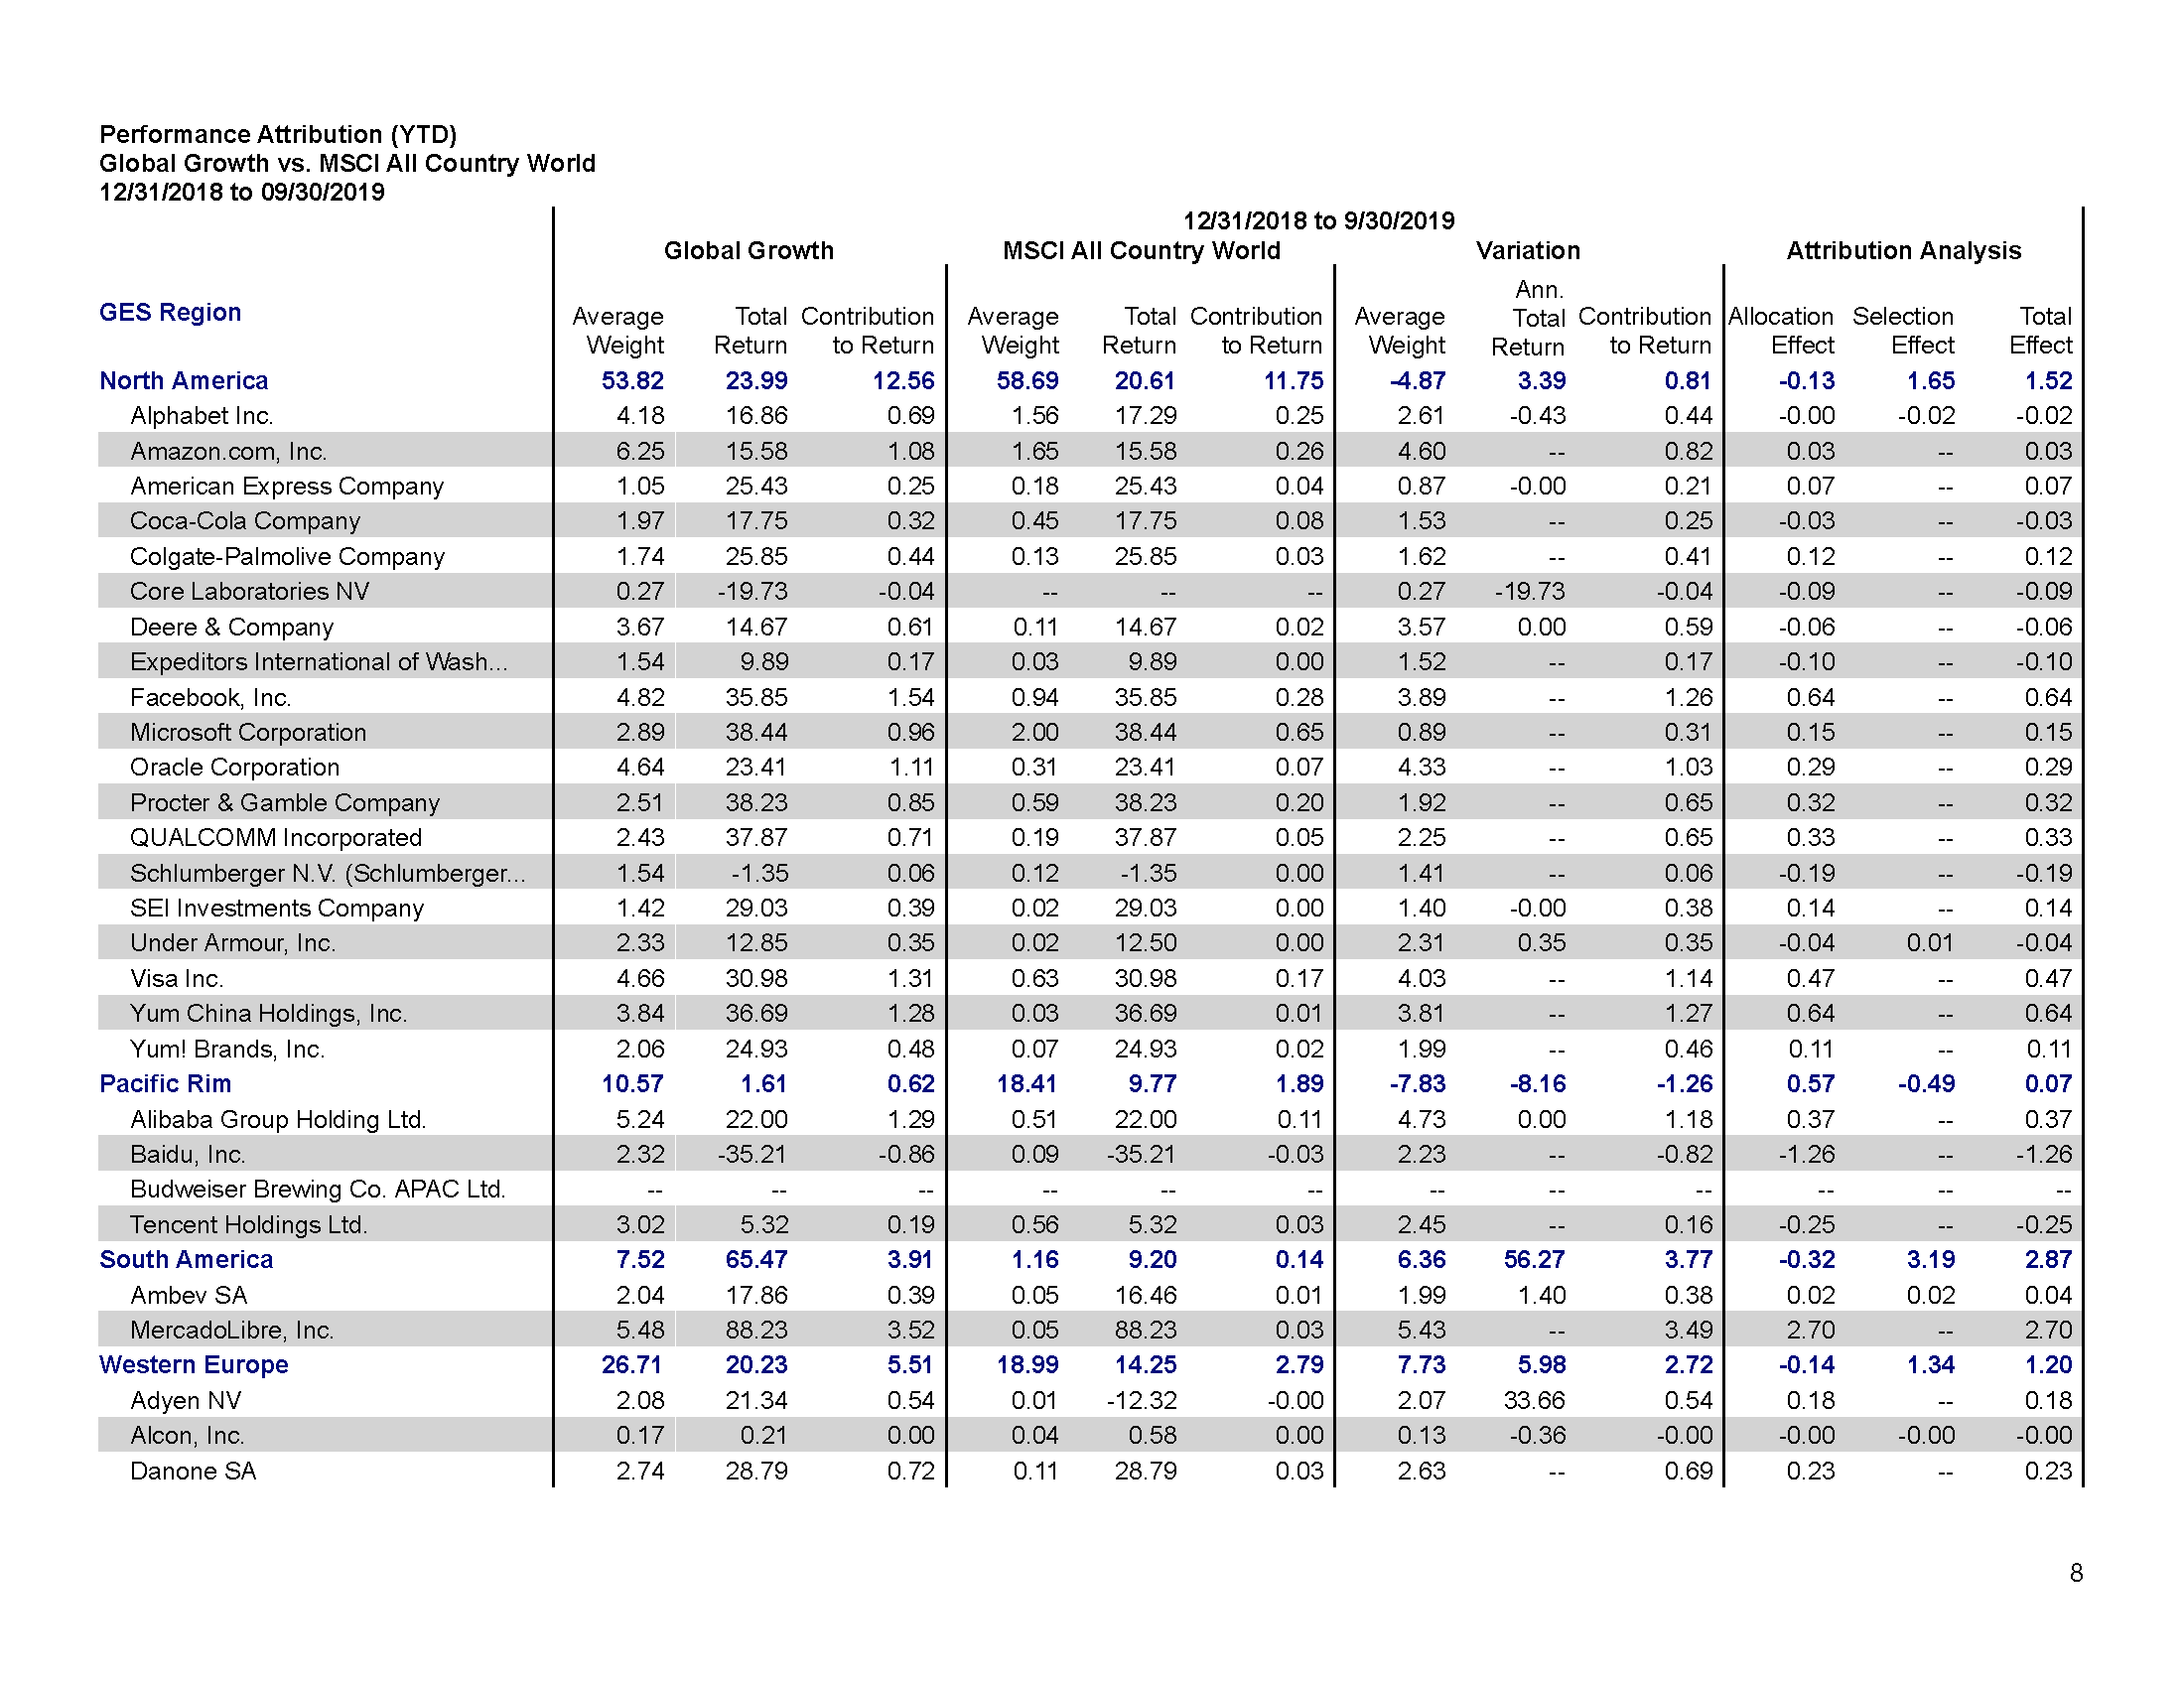 Performance Attribution (YTD)
Global Growth vs. MSCI All Country World
12/31/2018 to 09/30/2019
12/31/2018 to 9/30/2019
Global Growth MSCI All Country World Variation Attribution Analysis
GES Region Average Weight Total Return Contribution to Return Average Weight Total Return Contribution to Return Average Weight Ann. Total Return Contribution to Return Allocation Effect Selection Effect Total Effect
North America 53.82 23.99 12.56 58.69 20.61 11.75 -4.87 3.39 0.81 -0.13 1.65 1.52
Alphabet Inc. 4.18 16.86 0.69 1.56 17.29 0.25 2.61 -0.43 0.44 -0.00 -0.02 -0.02
Amazon.com, Inc. 6.25 15.58 1.08 1.65 15.58 0.26 4.60 -- 0.82 0.03 -- 0.03
American Express Company 1.05 25.43 0.25 0.18 25.43 0.04 0.87 -0.00 0.21 0.07 -- 0.07
Coca-Cola Company 1.97 17.75 0.32 0.45 17.75 0.08 1.53 -- 0.25 -0.03 -- -0.03
Colgate-Palmolive Company 1.74 25.85 0.44 0.13 25.85 0.03 1.62 -- 0.41 0.12 -- 0.12
Core Laboratories NV 0.27 -19.73 -0.04 -- -- -- 0.27 -19.73 -0.04 -0.09 -- -0.09
Deere & Company 3.67 14.67 0.61 0.11 14.67 0.02 3.57 0.00 0.59 -0.06 -- -0.06
Expeditors International of Wash... 1.54 9.89 0.17 0.03 9.89 0.00 1.52 -- 0.17 -0.10 -- -0.10
Facebook, Inc. 4.82 35.85 1.54 0.94 35.85 0.28 3.89 -- 1.26 0.64 -- 0.64
Microsoft Corporation 2.89 38.44 0.96 2.00 38.44 0.65 0.89 -- 0.31 0.15 -- 0.15
Oracle Corporation 4.64 23.41 1.11 0.31 23.41 0.07 4.33 -- 1.03 0.29 -- 0.29
Procter & Gamble Company 2.51 38.23 0.85 0.59 38.23 0.20 1.92 -- 0.65 0.32 -- 0.32
QUALCOMM Incorporated 2.43 37.87 0.71 0.19 37.87 0.05 2.25 -- 0.65 0.33 -- 0.33
Schlumberger N.V. (Schlumberger... 1.54 -1.35 0.06 0.12 -1.35 0.00 1.41 -- 0.06 -0.19 -- -0.19
SEI Investments Company 1.42 29.03 0.39 0.02 29.03 0.00 1.40 -0.00 0.38 0.14 -- 0.14
Under Armour, Inc. 2.33 12.85 0.35 0.02 12.50 0.00 2.31 0.35 0.35 -0.04 0.01 -0.04
Visa Inc. 4.66 30.98 1.31 0.63 30.98 0.17 4.03 -- 1.14 0.47 -- 0.47
Yum China Holdings, Inc. 3.84 36.69 1.28 0.03 36.69 0.01 3.81 -- 1.27 0.64 -- 0.64
Yum! Brands, Inc. 2.06 24.93 0.48 0.07 24.93 0.02 1.99 -- 0.46 0.11 -- 0.11
Pacific Rim 10.57 1.61 0.62 18.41 9.77 1.89 -7.83 -8.16 -1.26 0.57 -0.49 0.07
Alibaba Group Holding Ltd. 5.24 22.00 1.29 0.51 22.00 0.11 4.73 0.00 1.18 0.37 -- 0.37
Baidu, Inc. 2.32 -35.21 -0.86 0.09 -35.21 -0.03 2.23 -- -0.82 -1.26 -- -1.26
Budweiser Brewing Co. APAC Ltd. -- -- -- -- -- -- -- -- -- -- -- --
Tencent Holdings Ltd. 3.02 5.32 0.19 0.56 5.32 0.03 2.45 -- 0.16 -0.25 -- -0.25
South America 7.52 65.47 3.91 1.16 9.20 0.14 6.36 56.27 3.77 -0.32 3.19 2.87
Ambev SA 2.04 17.86 0.39 0.05 16.46 0.01 1.99 1.40 0.38 0.02 0.02 0.04
MercadoLibre, Inc. 5.48 88.23 3.52 0.05 88.23 0.03 5.43 -- 3.49 2.70 -- 2.70
Western Europe 26.71 20.23 5.51 18.99 14.25 2.79 7.73 5.98 2.72 -0.14 1.34 1.20
Adyen NV 2.08 21.34 0.54 0.01 -12.32 -0.00 2.07 33.66 0.54 0.18 -- 0.18
Alcon, Inc. 0.17 0.21 0.00 0.04 0.58 0.00 0.13 -0.36 -0.00 -0.00 -0.00 -0.00
Danone SA 2.74 28.79 0.72 0.11 28.79 0.03 2.63 -- 0.69 0.23 -- 0.23
8